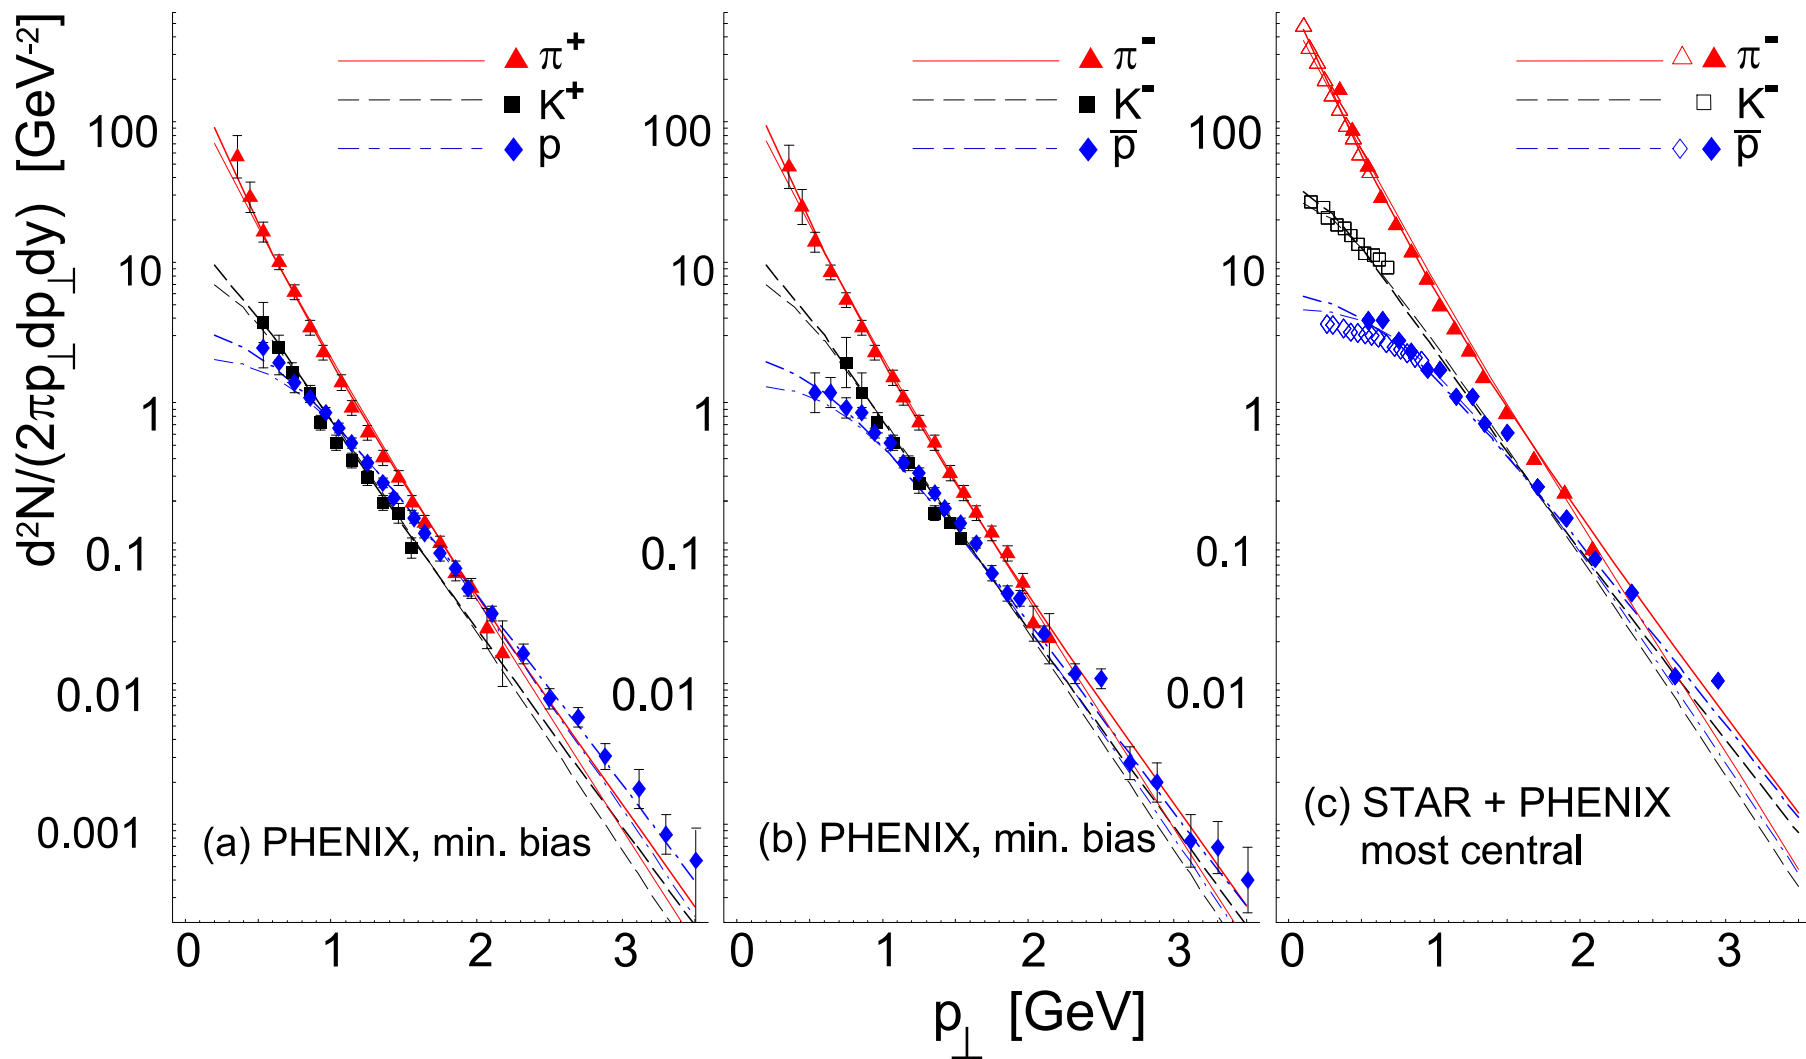 d²N/(2πp⊥dp⊥dy) [GeV⁻²]
π⁺
K⁺
p
100
10
1
0.1
0.01
0.001
(a) PHENIX, min. bias
0 1 2 3
π⁻
K⁻
p̅
100
10
1
0.1
0.01
(b) PHENIX, min. bias
0 1 2 3
π⁻
K⁻
p̅
100
10
1
0.1
0.01
(c) STAR + PHENIX
most central
0 1 2 3
p⊥ [GeV]